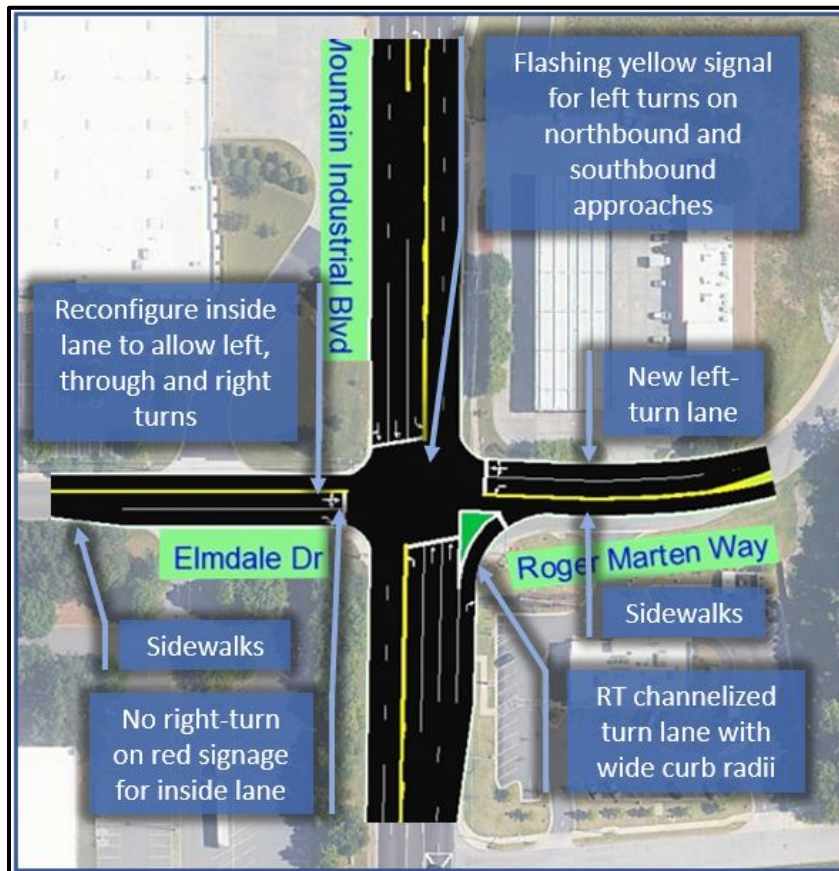 Mountain Industrial Blvd
Flashing yellow signal
for left turns on
northbound and
southbound
approaches
Reconfigure inside
lane to allow left,
through and right
turns
New left-
turn lane
Elmdale Dr
Roger Marten Way
Sidewalks
Sidewalks
No right-turn
on red signage
for inside lane
RT channelized
turn lane with
wide curb radii